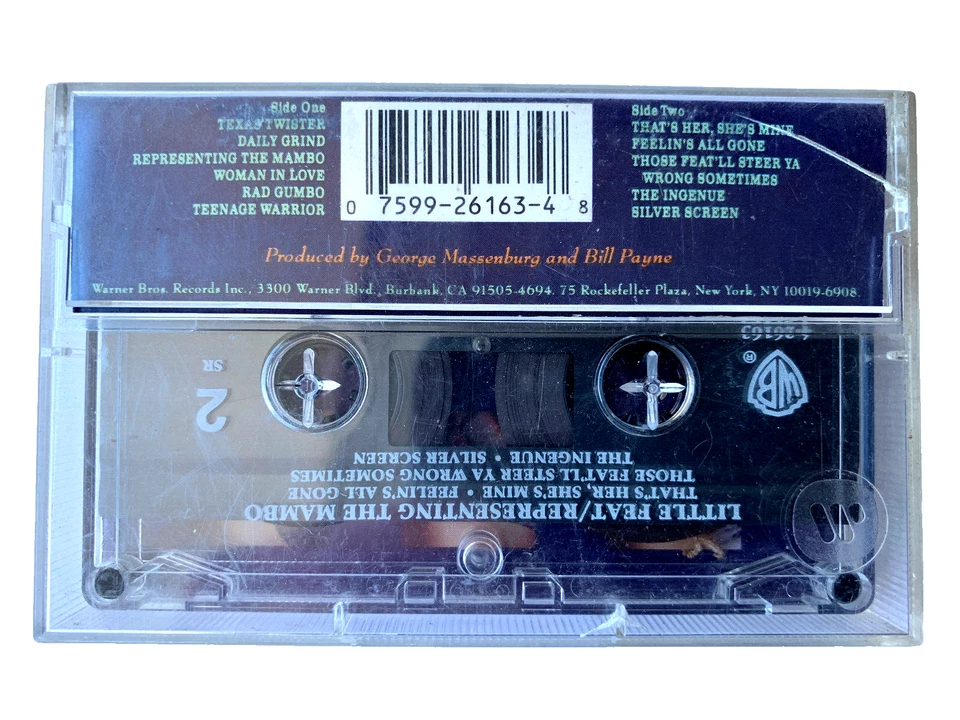 Side One
TEXAS TWISTER
DAILY GRIND
REPRESENTING THE MAMBO
WOMAN IN LOVE
RAD GUMBO
TEENAGE WARRIOR
0 7599-26163-4 8
Side Two
THAT'S HER, SHE'S MINE
FEELIN'S ALL GONE
THOSE FEAT'LL STEER YA
WRONG SOMETIMES
THE INGENUE
SILVER SCREEN
Produced by George Massenburg and Bill Payne
Warner Bros. Records Inc., 3300 Warner Blvd., Burbank, CA 91505-4694. 75 Rockefeller Plaza, New York, NY 10019-6908.
LITTLE FEAT/REPRESENTING THE MAMBO
THAT'S HER, SHE'S MINE • FEELIN'S ALL GONE
THOSE FEAT'LL STEER YA WRONG SOMETIMES
THE INGENUE • SILVER SCREEN
2
SR
WB
®
4-26163